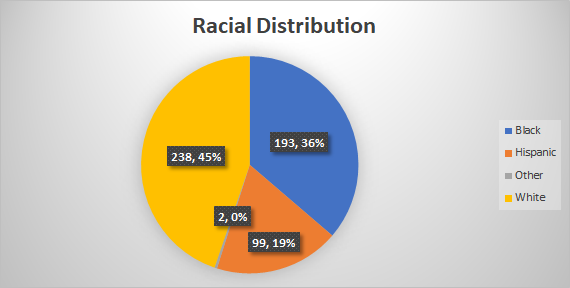 Racial Distribution
193, 36%
238, 45%
2, 0%
99, 19%
Black
Hispanic
Other
White